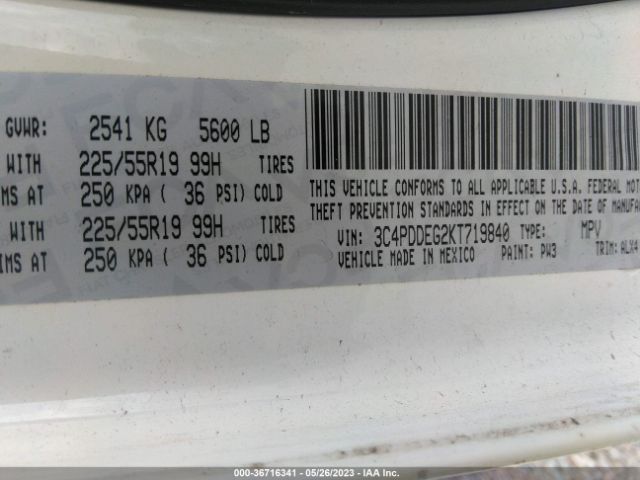 GVWR: 2541 KG 5600 LB
WITH 225/55R19 99H TIRES
IMS AT 250 KPA ( 36 PSI) COLD
WITH 225/55R19 99H TIRES
IMS AT 250 KPA ( 36 PSI) COLD
THIS VEHICLE CONFORMS TO ALL APPLICABLE U.S.A. FEDERAL MOT
THEFT PREVENTION STANDARDS IN EFFECT ON THE DATE OF MANUFA
VIN: 3C4PDDEG2KT719840 TYPE: MPV
VEHICLE MADE IN MEXICO PAINT: PW3 TRIM: ALX4
000-36716341 / 05/26/2023 - IAA Inc.